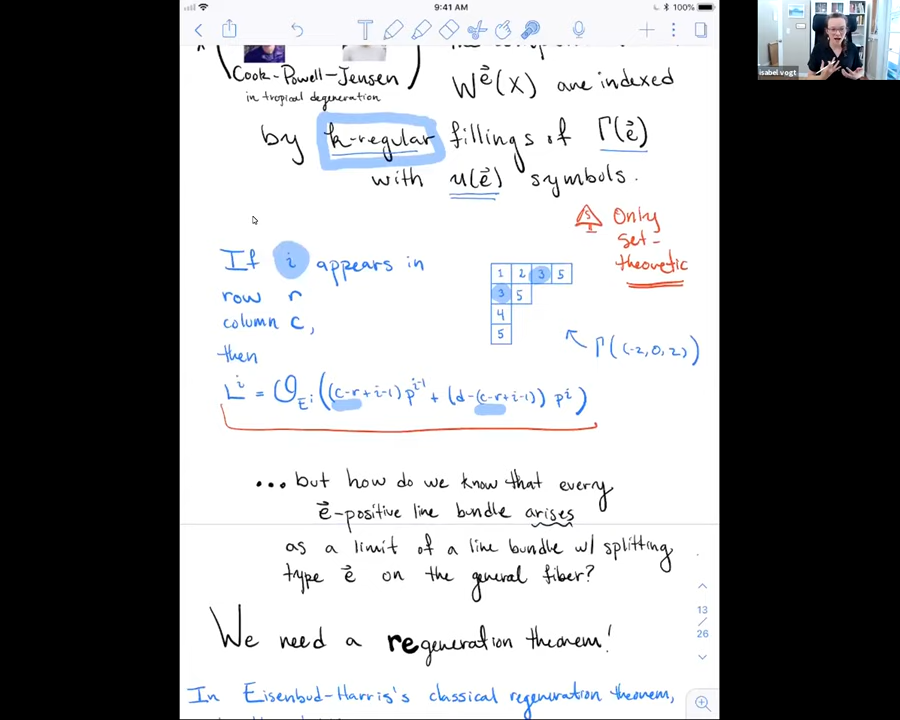 9:41 AM
100%
isabel vogt
Cook-Powell-Jensen
in tropical degeneration
W^e⃗(X) are indexed
by k-regular fillings of Γ(e⃗)
with u(e⃗) symbols.
5
Only
set-
theoretic
If i appears in
row r
column c,
then
1 2 3 5
3 5
4
5
Γ((-2,0,2))
L^i = O_{E^i}((c-r+i-1)p^{i-1} + (d-(c-r+i-1))p^i)
...but how do we know that every
e⃗-positive line bundle arises
as a limit of a line bundle w/ splitting
type e⃗ on the general fiber?
13
/
26
We need a regeneration theorem!
In Eisenbud-Harris's classical regeneration theorem,